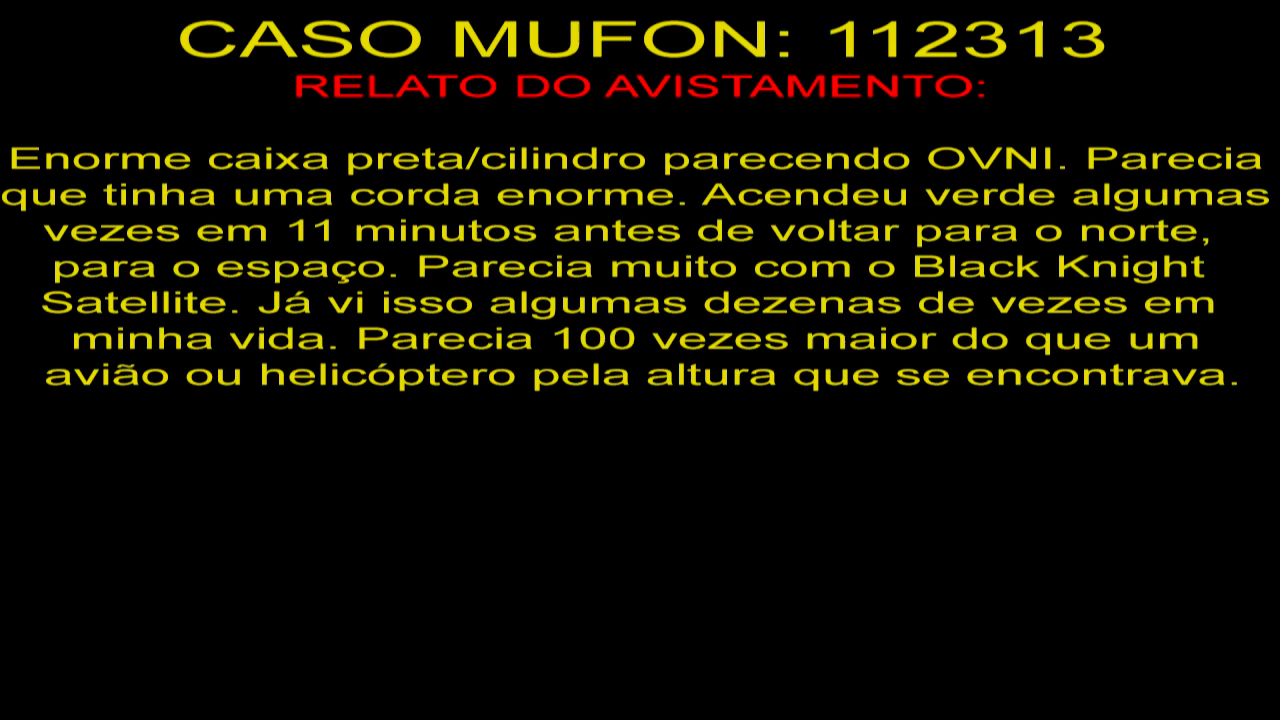 CASO MUFON: 112313
RELATO DO AVISTAMENTO:
Enorme caixa preta/cilindro parecendo OVNI. Parecia
que tinha uma corda enorme. Acendeu verde algumas
vezes em 11 minutos antes de voltar para o norte,
para o espaço. Parecia muito com o Black Knight
Satellite. Já vi isso algumas dezenas de vezes em
minha vida. Parecia 100 vezes maior do que um
avião ou helicóptero pela altura que se encontrava.